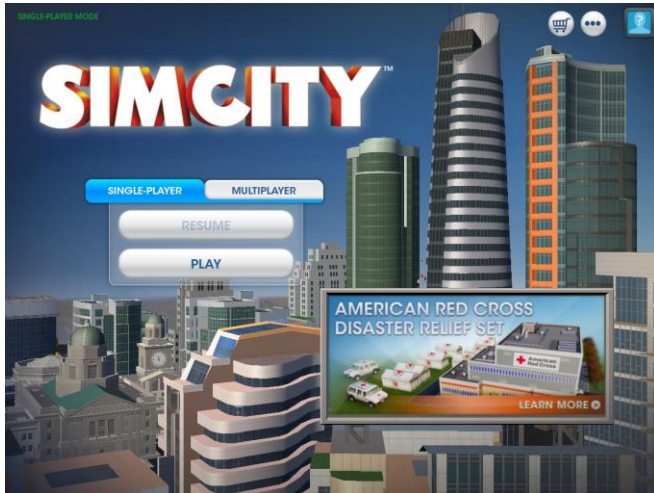 SINGLE-PLAYER MODE
SIMCITY™
SINGLE-PLAYER
MULTIPLAYER
RESUME
PLAY
AMERICAN RED CROSS
DISASTER RELIEF SET
American
Red Cross
LEARN MORE